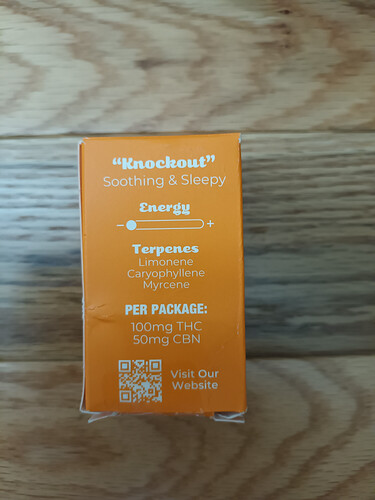 “Knockout”
Soothing & Sleepy
Energy
− +
Terpenes
Limonene
Caryophyllene
Myrcene
PER PACKAGE:
100mg THC
50mg CBN
Visit Our
Website